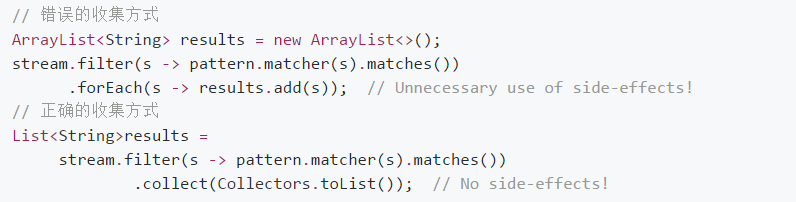 // 错误的收集方式
ArrayList<String> results = new ArrayList<>();
stream.filter(s -> pattern.matcher(s).matches())
      .forEach(s -> results.add(s));  // Unnecessary use of side-effects!
// 正确的收集方式
List<String>results =
     stream.filter(s -> pattern.matcher(s).matches())
             .collect(Collectors.toList());  // No side-effects!